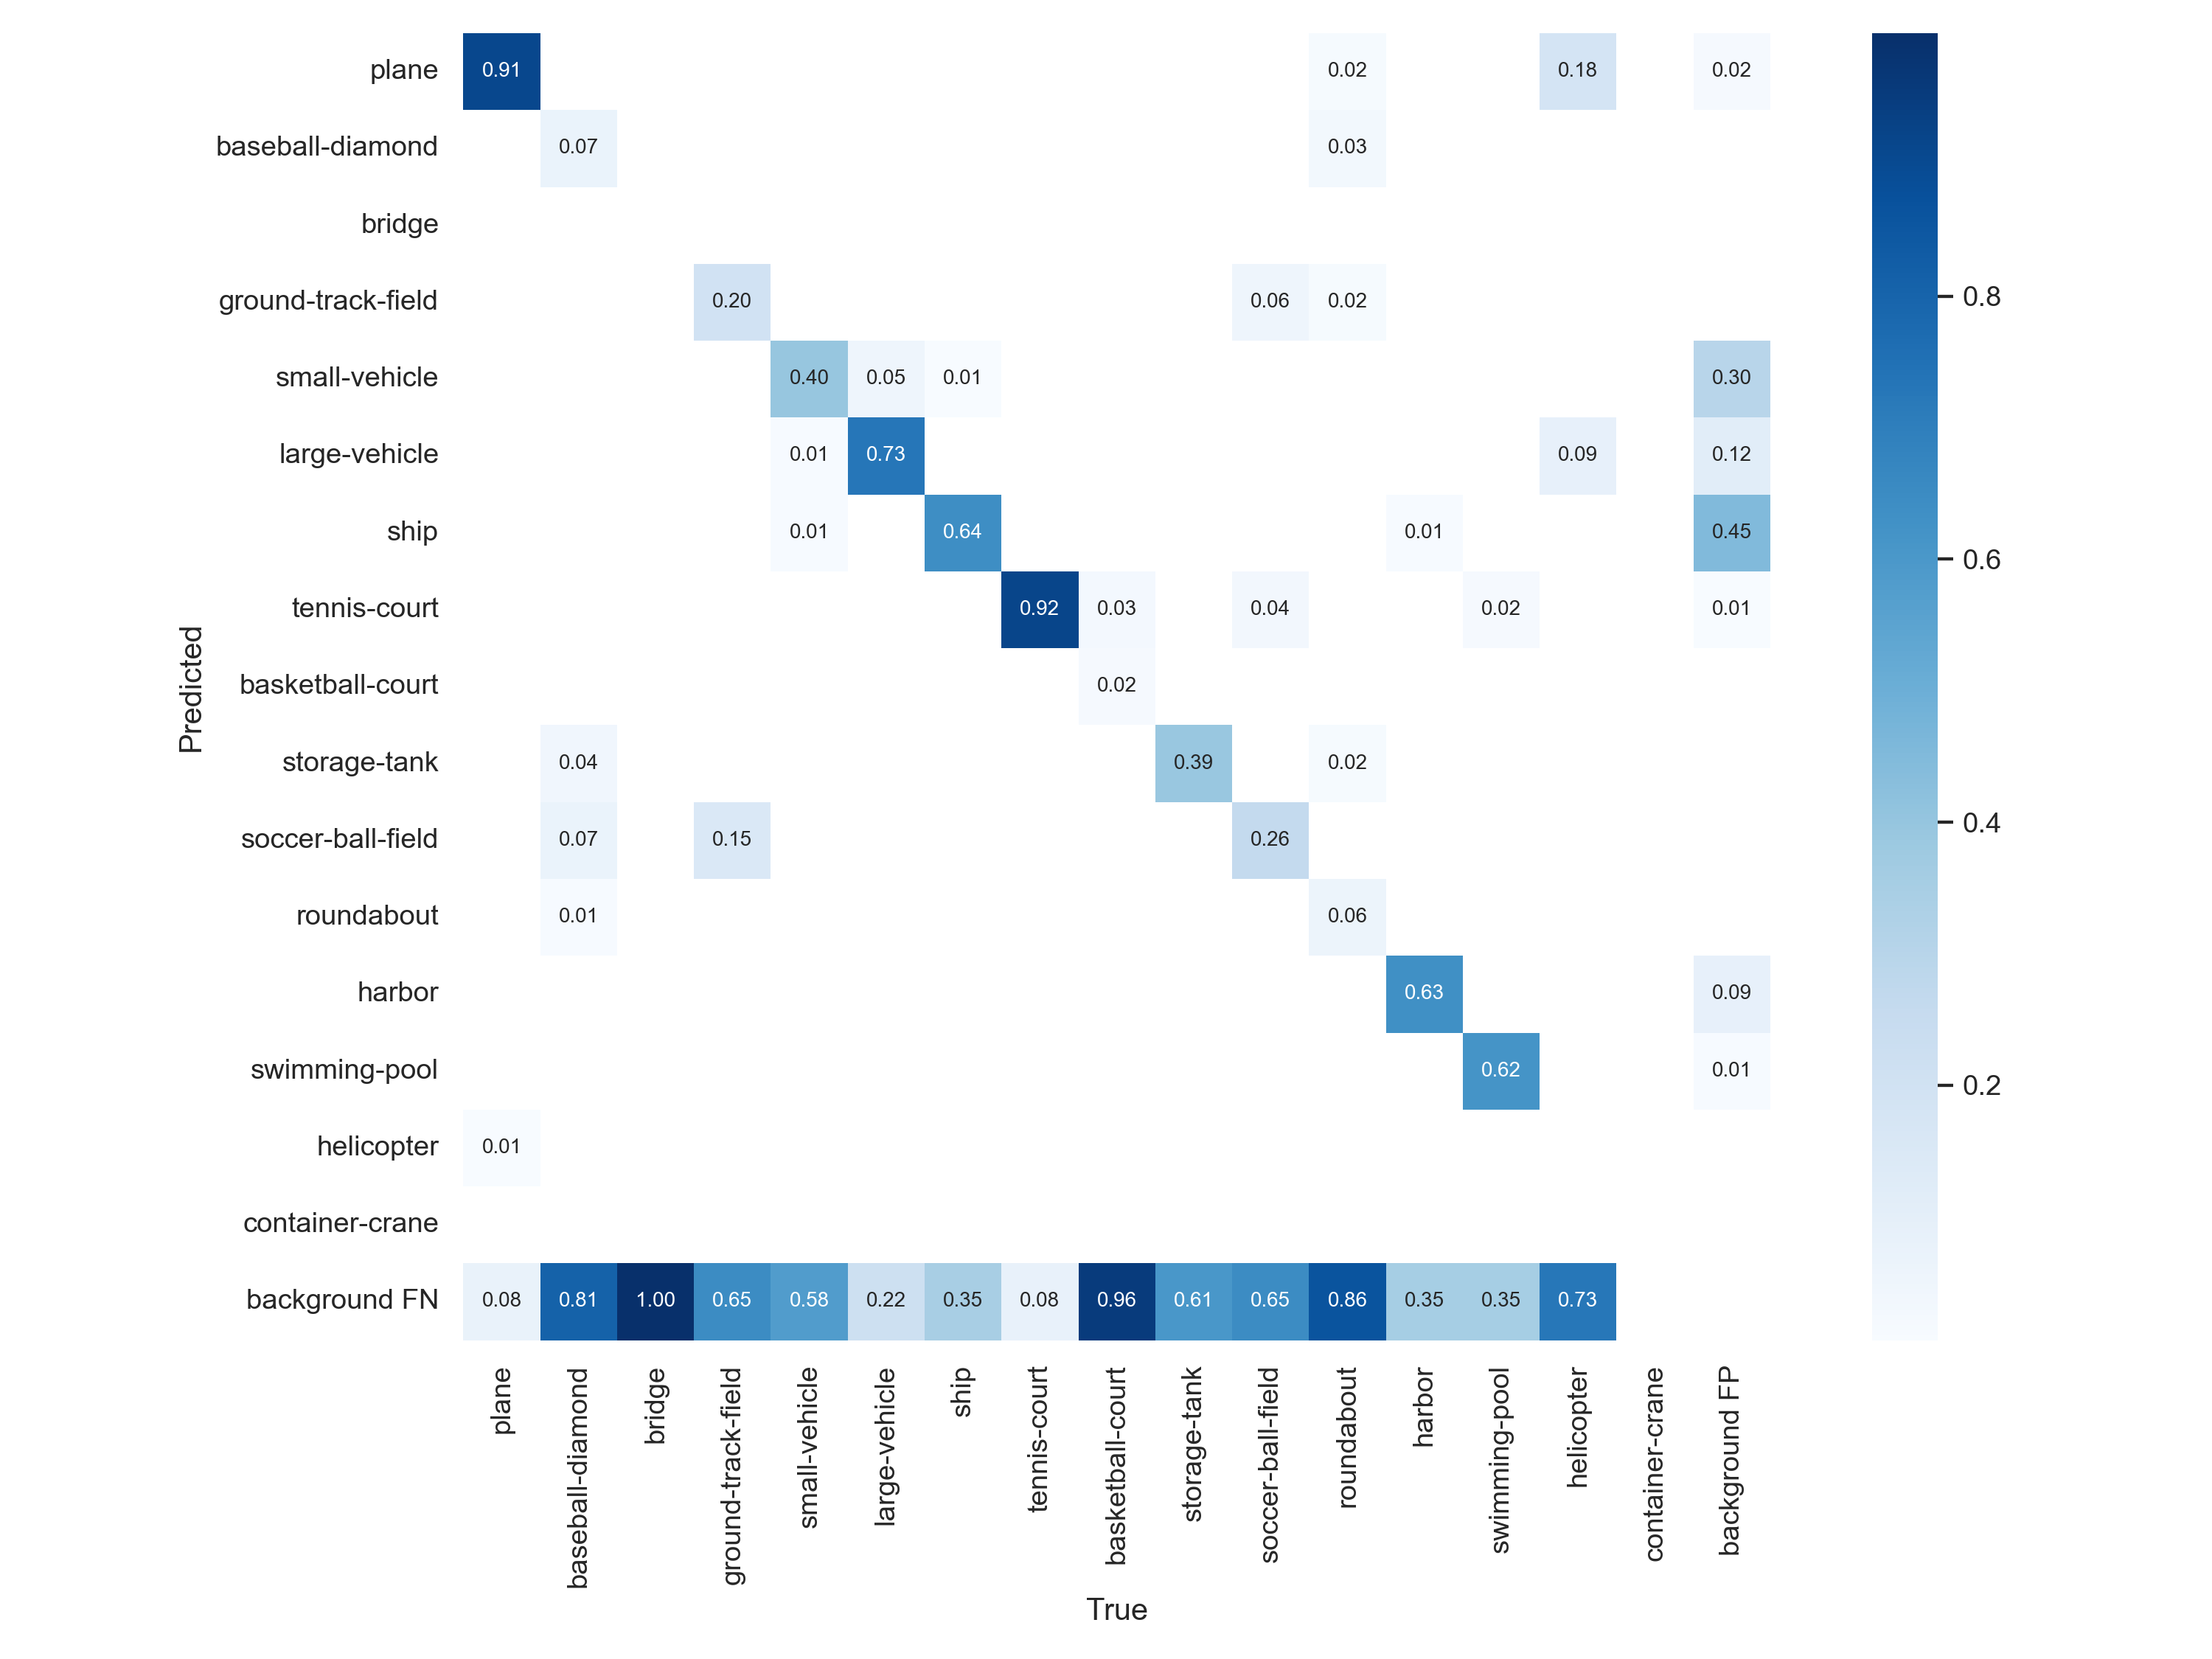 plane 0.91 0.02 0.18 0.02
baseball-diamond 0.07 0.03
bridge
ground-track-field 0.20 0.06 0.02 0.8
small-vehicle 0.40 0.05 0.01 0.30
large-vehicle 0.01 0.73 0.09 0.12
ship 0.01 0.64 0.01 0.45
0.6
tennis-court 0.92 0.03 0.04 0.02 0.01
Predicted
basketball-court 0.02
storage-tank 0.04 0.39 0.02
0.4
soccer-ball-field 0.07 0.15 0.26
roundabout 0.01 0.06
harbor 0.63 0.09
swimming-pool 0.62 0.01
0.2
helicopter 0.01
container-crane
background FN 0.08 0.81 1.00 0.65 0.58 0.22 0.35 0.08 0.96 0.61 0.65 0.86 0.35 0.35 0.73
plane
baseball-diamond
bridge
ground-track-field
small-vehicle
large-vehicle
ship
tennis-court
basketball-court
storage-tank
soccer-ball-field
roundabout
harbor
swimming-pool
helicopter
container-crane
background FP
True